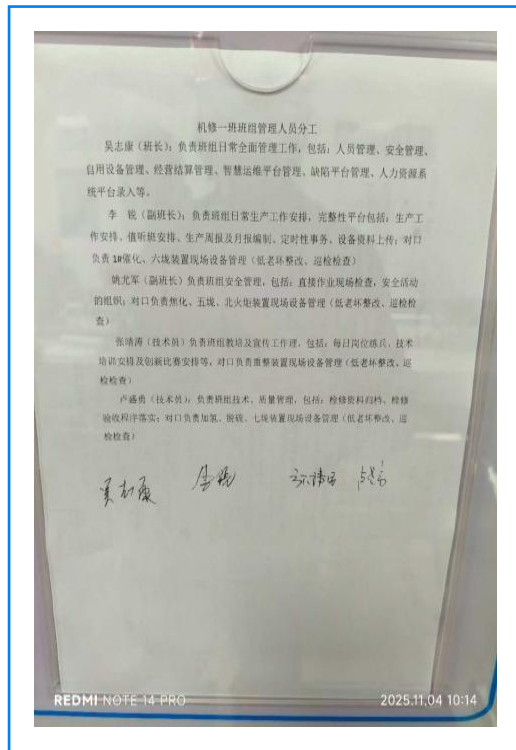 机修一班班组管理人员分工
吴志康（班长）：负责班组日常全面管理工作，包括：人员管理、安全管理、
自用设备管理、经营结算管理、智慧运维平台管理、缺陷平台管理、人力资源系
统平台录入等。
李 锐（副班长）：负责班组日常生产工作安排，完整性平台包括：生产工
作安排、值听班安排、生产周报及月报编制、定时性事务、设备资料上传；对口
负责 1#催化、六垅装置现场设备管理（低老坏整改、巡检检查）
姚允军（副班长）负责班组安全管理，包括：直接作业现场检查，安全活动
的组织；对口负责焦化、五垅、北火炬装置现场设备管理（低老坏整改、巡检检
查）
张靖涛（技术员）负责班组教培及宣传工作理，包括：每日岗位练兵、技术
培训安排及创新比赛安排等，对口负责重整装置现场设备管理（低老坏整改、巡
检检查）
卢盛勇（技术员）：负责班组技术、质量管理，包括：检修资料归档、检修
验收程序落实；对口负责加氢、脱硫、七垅装置现场设备管理（低老坏整改、巡
检检查）
吴志康 李锐
REDMI NOTE 14 PRO 2025.11.04 10:14